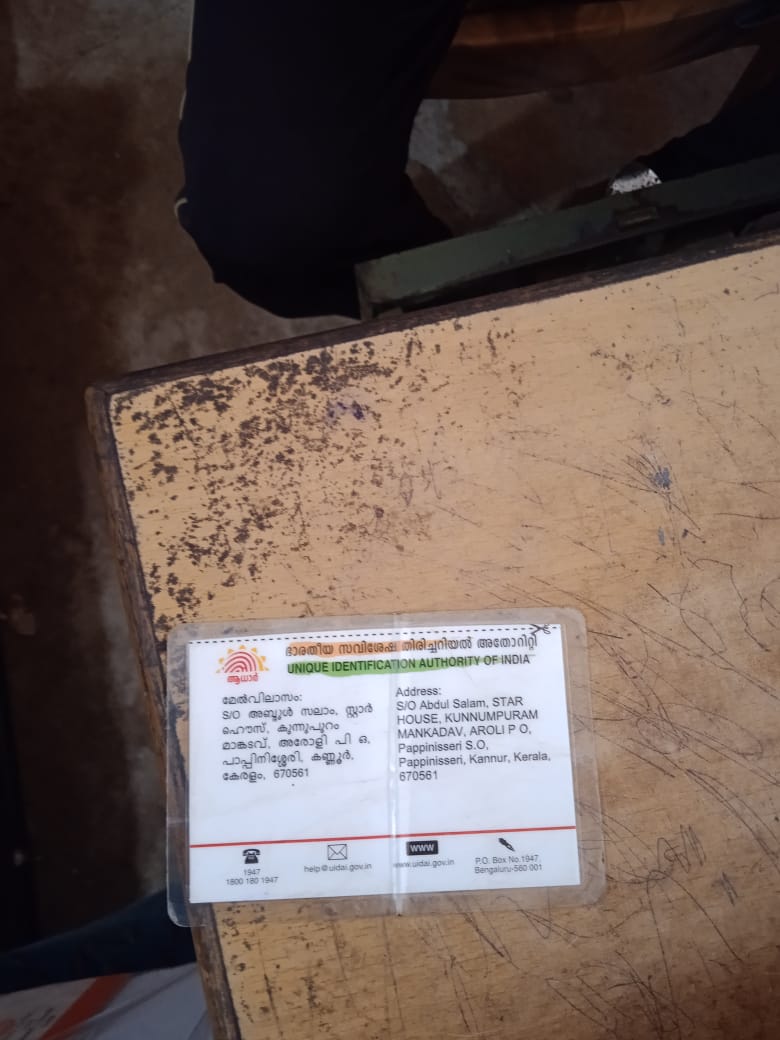 ഭാരതീയ സവിശേഷ തിരിച്ചറിയൽ അതോറിറ്റി
UNIQUE IDENTIFICATION AUTHORITY OF INDIA
ആധാർ
മേൽവിലാസം:
S/O അബ്ദുൾ സലാം, സ്റ്റാർ
ഹൌസ്, കുന്നുംപുറം
മാങ്കടവ്, അരോളി പി ഒ,
പാപ്പിനിശ്ശേരി, കണ്ണൂർ,
കേരളം, 670561
Address:
S/O Abdul Salam, STAR
HOUSE, KUNNUMPURAM
MANKADAV, AROLI P O,
Pappinisseri S.O,
Pappinisseri, Kannur, Kerala,
670561
1947
1800 180 1947
help@uidai.gov.in
WWW
www.uidai.gov.in
P.O. Box No.1947,
Bengaluru-560 001